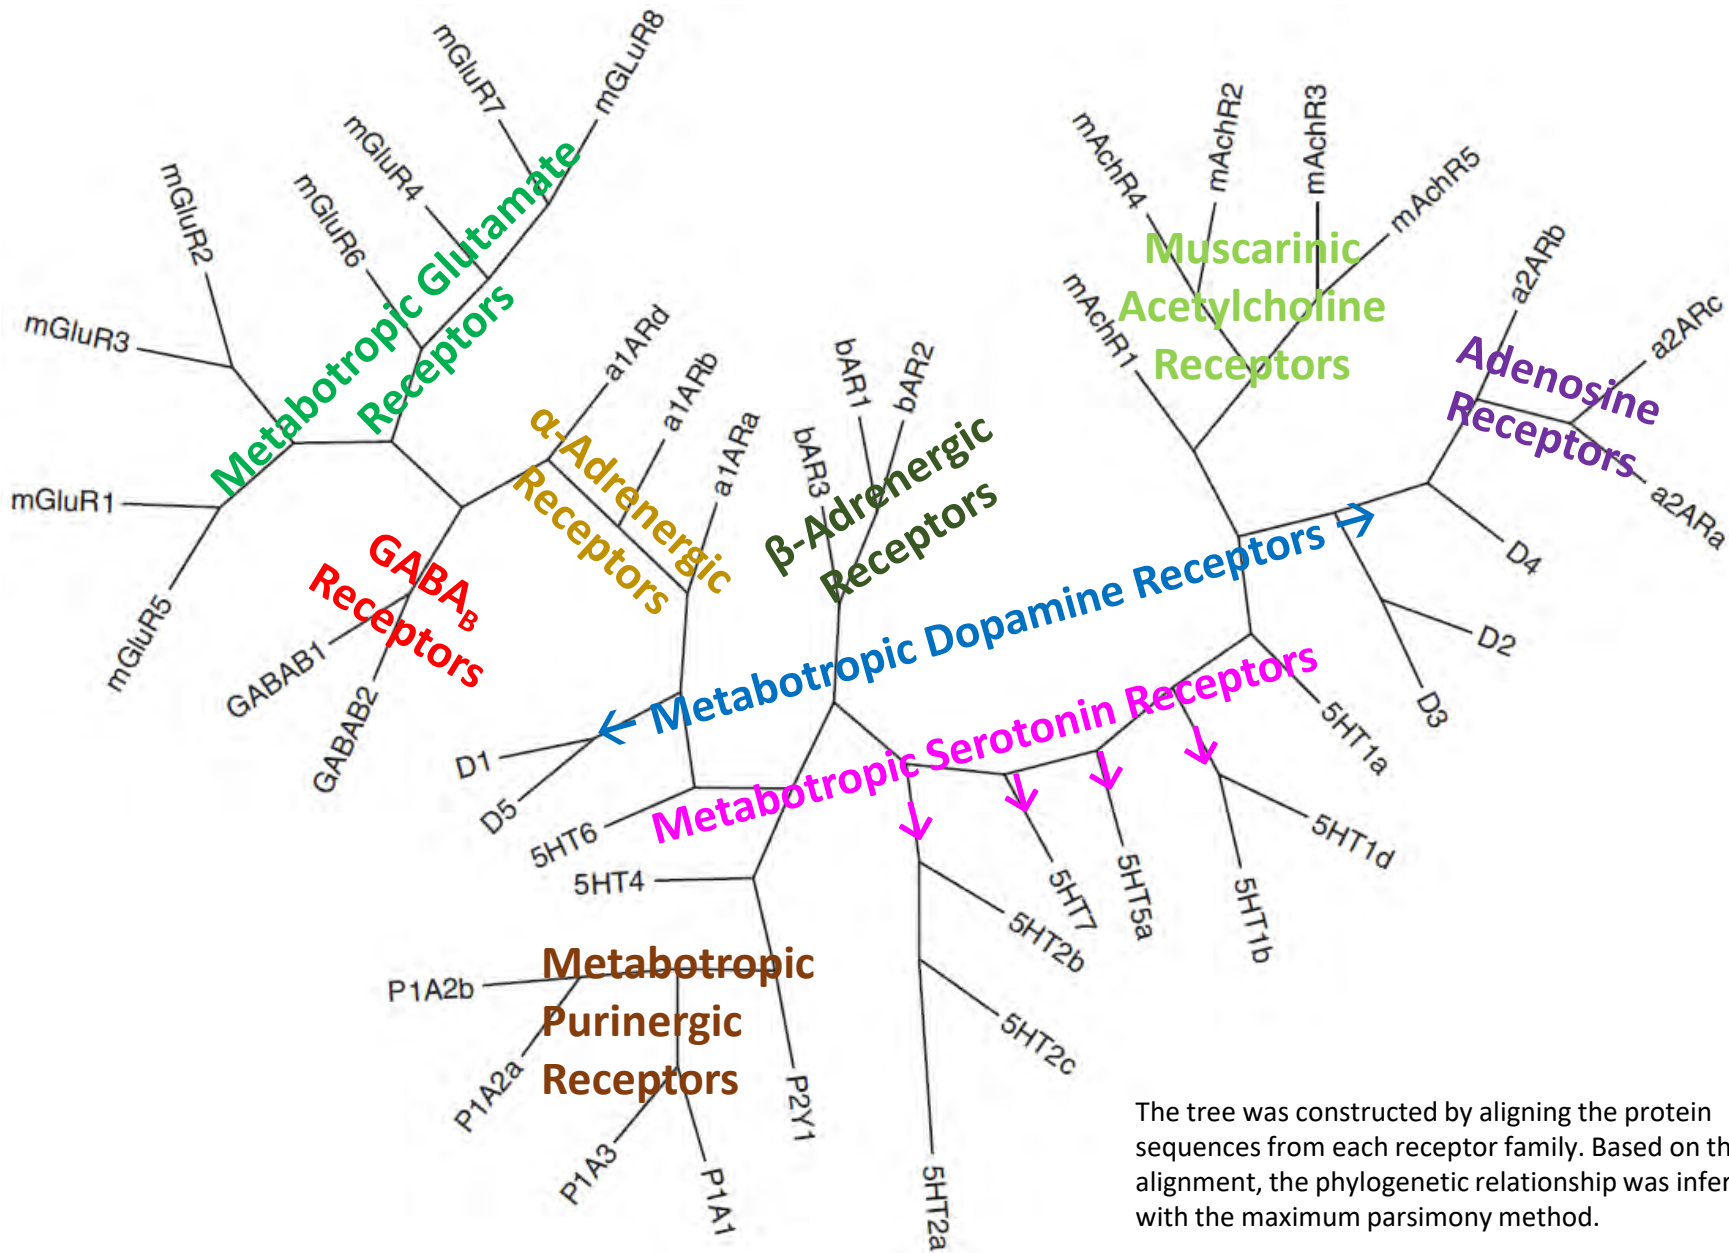 mGluR8
mGluR7
mGluR4
mGluR6
mGluR2
mGluR3
mGluR1
mGluR5
Metabotropic Glutamate
Receptors
GABAB
Receptors
GABAB1
GABAB2
α-Adrenergic
Receptors
a1ARd
a1ARb
a1ARa
β-Adrenergic
Receptors
bAR3
bAR1
bAR2
mAchR4
mAchR2
mAchR3
mAchR5
mAchR1
Muscarinic
Acetylcholine
Receptors
a2ARb
a2ARc
a2ARa
Adenosine
Receptors
← Metabotropic Dopamine Receptors →
D4
D2
D3
D1
D5
Metabotropic Serotonin Receptors
5HT6
5HT4
5HT1a
5HT1d
5HT1b
5HT5a
5HT7
5HT2b
5HT2c
5HT2a
Metabotropic
Purinergic
Receptors
P1A2b
P1A2a
P1A3
P1A1
P2Y1
The tree was constructed by aligning the protein
sequences from each receptor family. Based on th
alignment, the phylogenetic relationship was infer
with the maximum parsimony method.